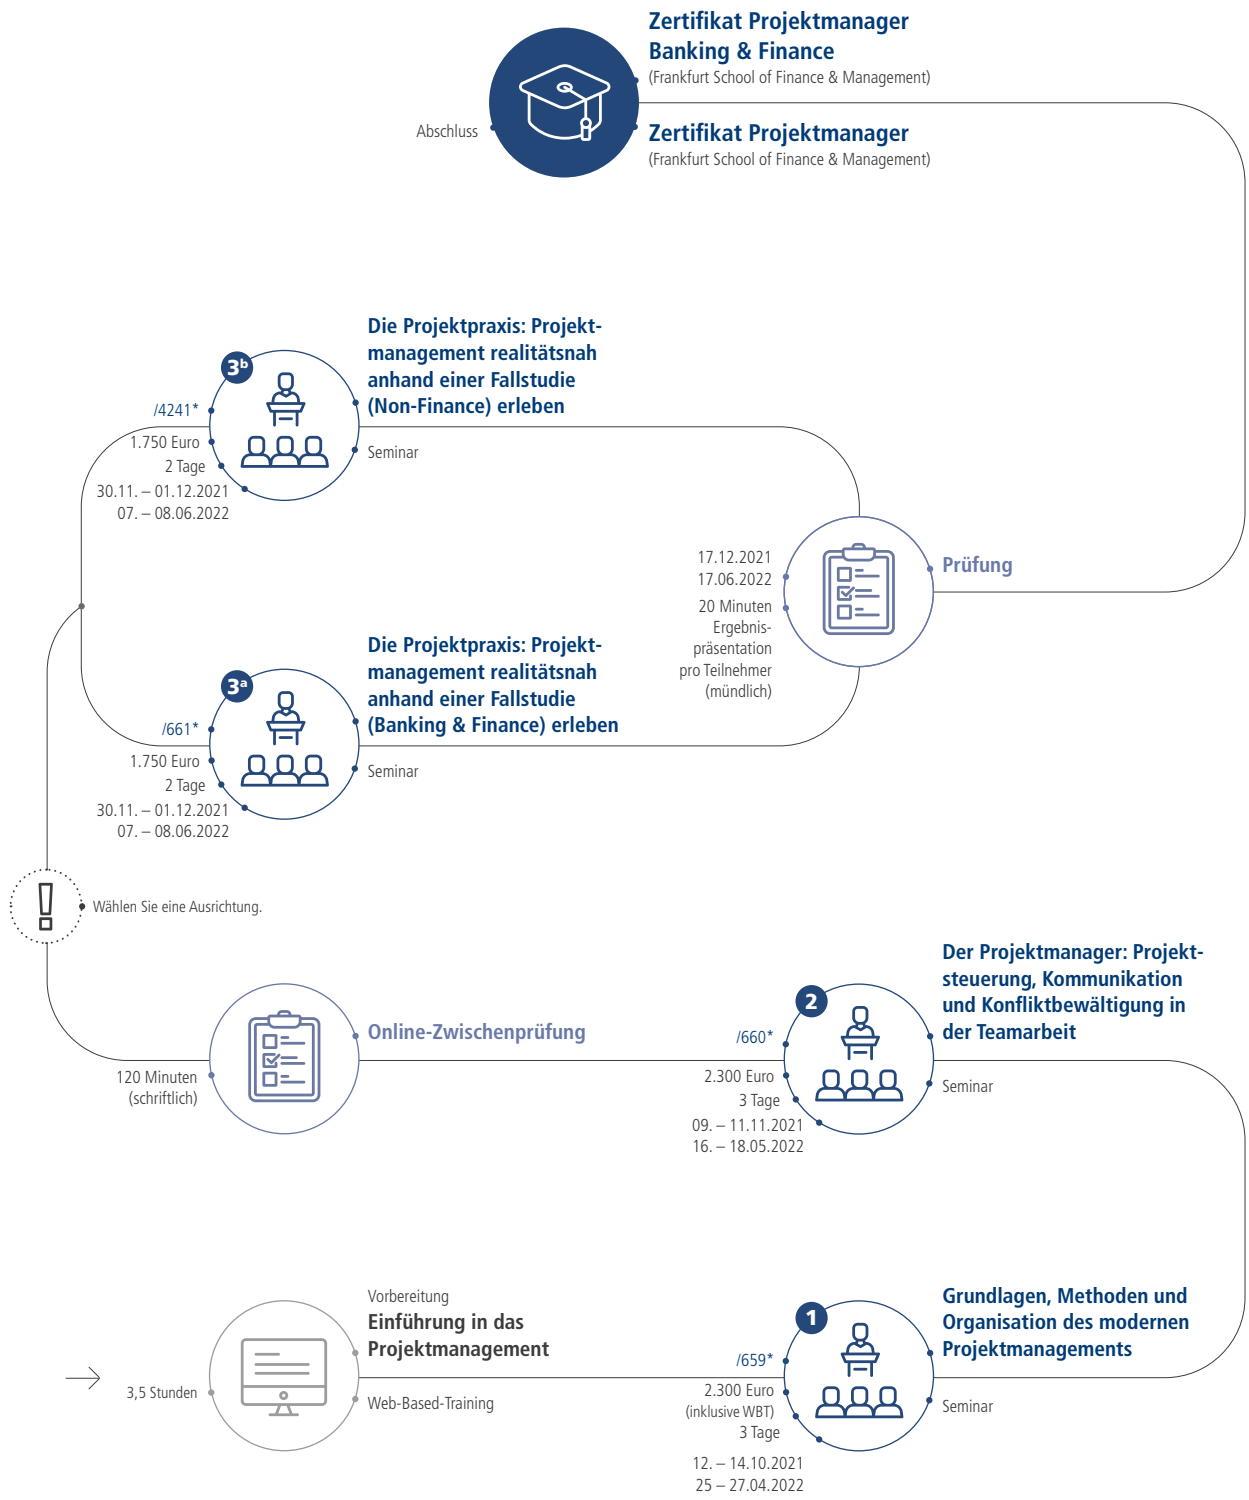 Zertifikat Projektmanager
Banking & Finance
(Frankfurt School of Finance & Management)
Abschluss
Zertifikat Projektmanager
(Frankfurt School of Finance & Management)
Die Projektpraxis: Projekt-
management realitätsnah
anhand einer Fallstudie
(Non-Finance) erleben
3b
/4241*
1.750 Euro
2 Tage
30.11. – 01.12.2021
07. – 08.06.2022
Seminar
17.12.2021
17.06.2022
20 Minuten
Ergebnis-
präsentation
pro Teilnehmer
(mündlich)
Prüfung
Die Projektpraxis: Projekt-
management realitätsnah
anhand einer Fallstudie
(Banking & Finance) erleben
3a
/661*
1.750 Euro
2 Tage
30.11. – 01.12.2021
07. – 08.06.2022
Seminar
!
Wählen Sie eine Ausrichtung.
Online-Zwischenprüfung
120 Minuten
(schriftlich)
Der Projektmanager: Projekt-
steuerung, Kommunikation
und Konfliktbewältigung in
der Teamarbeit
2
/660*
2.300 Euro
3 Tage
09. – 11.11.2021
16. – 18.05.2022
Seminar
Vorbereitung
Einführung in das
Projektmanagement
3,5 Stunden
Web-Based-Training
Grundlagen, Methoden und
Organisation des modernen
Projektmanagements
1
/659*
2.300 Euro
(inklusive WBT)
3 Tage
12. – 14.10.2021
25 – 27.04.2022
Seminar